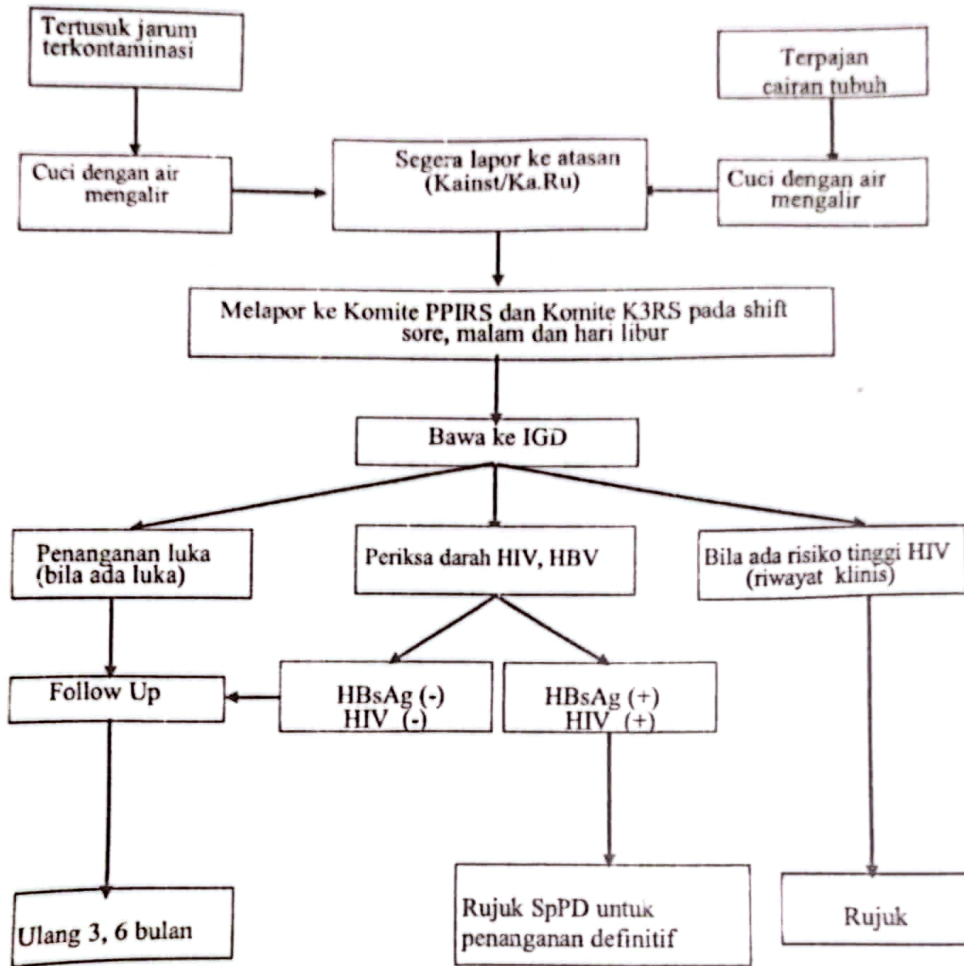 Tertusuk jarum
terkontaminasi
Terpajan
cairan tubuh
Cuci dengan air
mengalir
Segera lapor ke atasan
(Kainst/Ka.Ru)
Cuci dengan air
mengalir
Melapor ke Komite PPIRS dan Komite K3RS pada shift
sore, malam dan hari libur
Bawa ke IGD
Penanganan luka
(bila ada luka)
Periksa darah HIV, HBV
Bila ada risiko tinggi HIV
(riwayat klinis)
Follow Up
HBsAg (-)
HIV (-)
HBsAg (+)
HIV (+)
Ulang 3, 6 bulan
Rujuk SpPD untuk
penanganan definitif
Rujuk